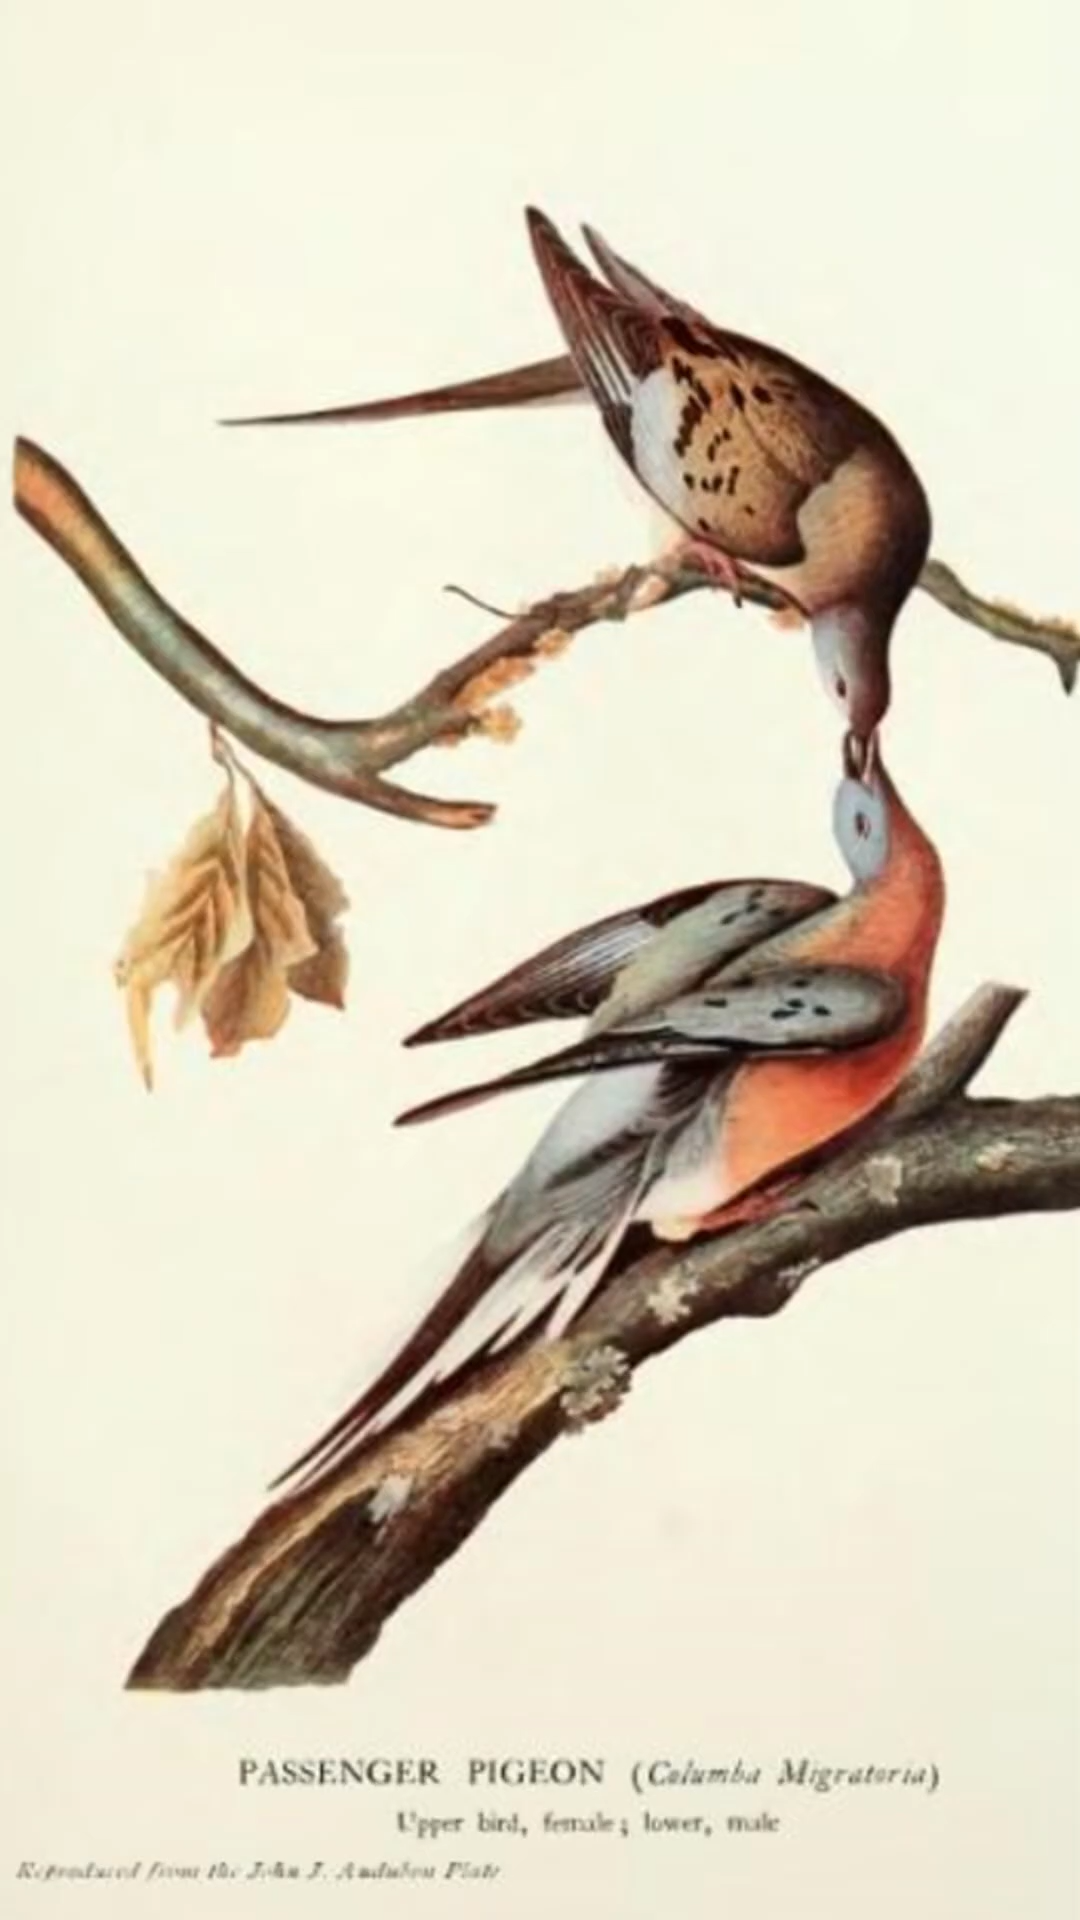 PASSENGER PIGEON (Columba Migratoria)
Upper bird, female; lower, male
Reproduced from the John J. Audubon Plate